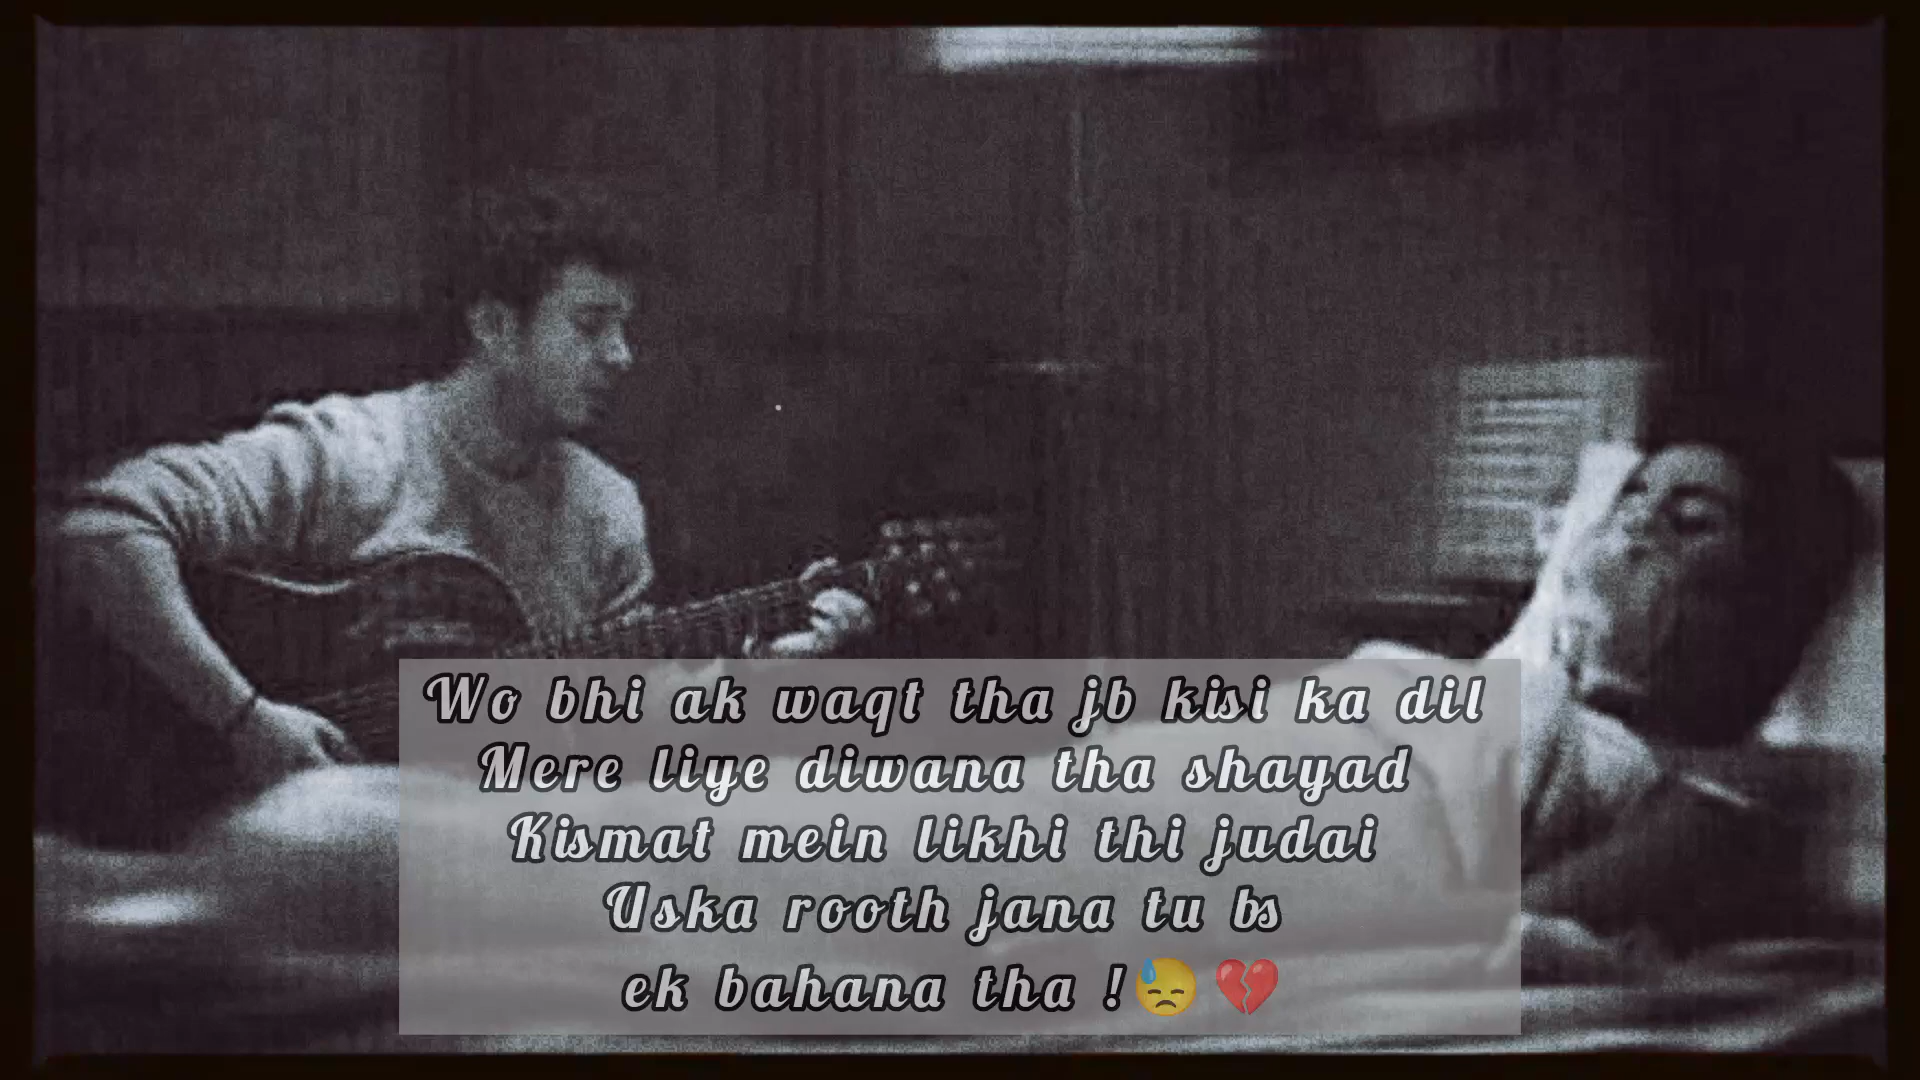 Wo bhi ak waqt tha jb kisi ka dil
Mere liye diwana tha shayad
Kismat mein likhi thi judai
Uska rooth jana tu bs
ek bahana tha !😓💔